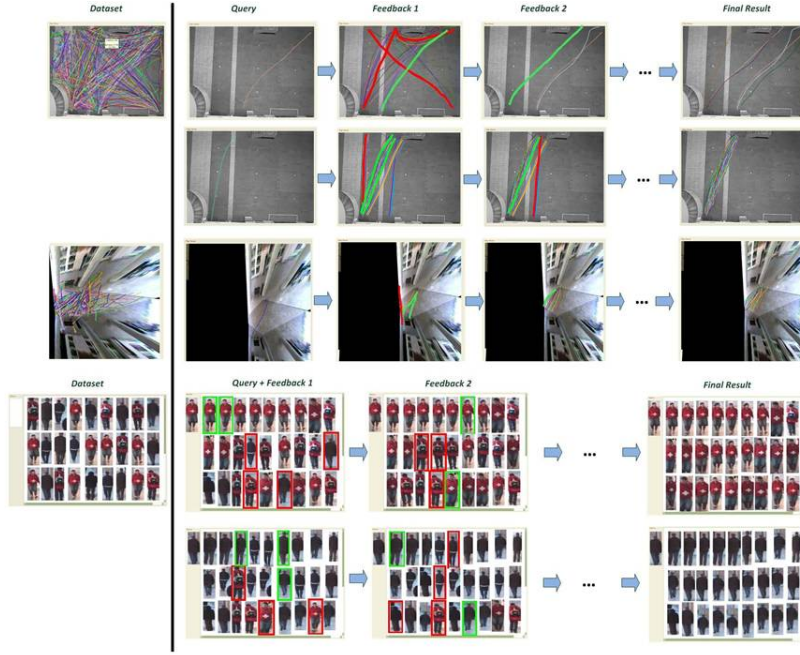 Dataset Query Feedback 1 Feedback 2 Final Result
...
...
...
Dataset Query + Feedback 1 Feedback 2 Final Result
...
...